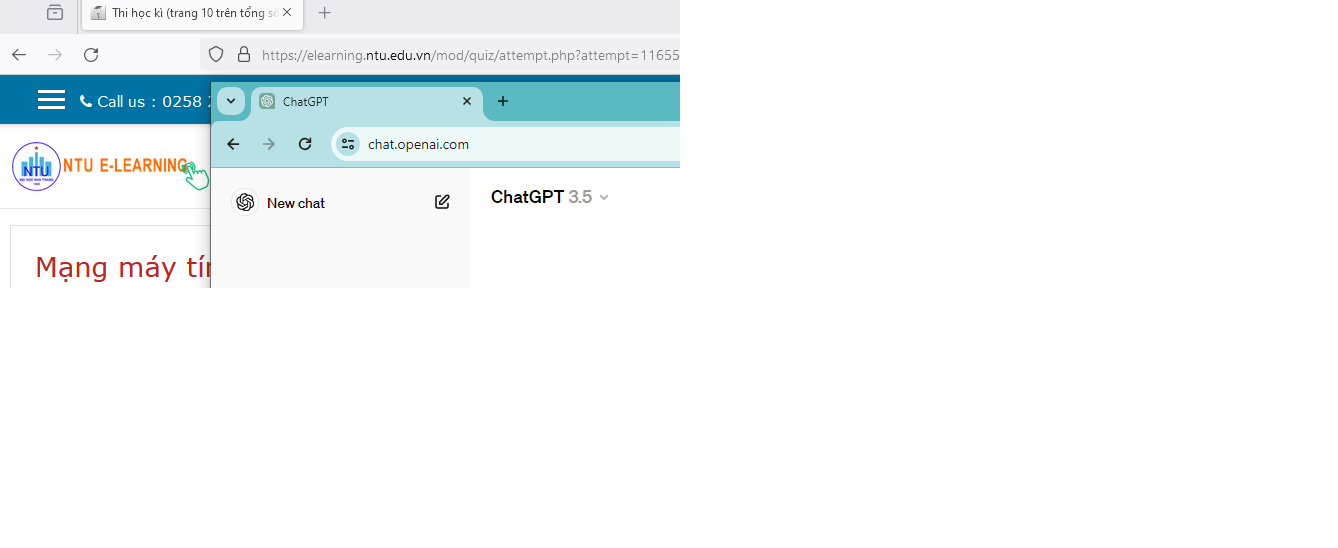 Thi học kì (trang 10 trên tổng số
https://elearning.ntu.edu.vn/mod/quiz/attempt.php?attempt=11655
Call us : 0258 2
ChatGPT
chat.openai.com
NTU
NTU E-LEARNING
New chat
ChatGPT 3.5
Mạng máy tín